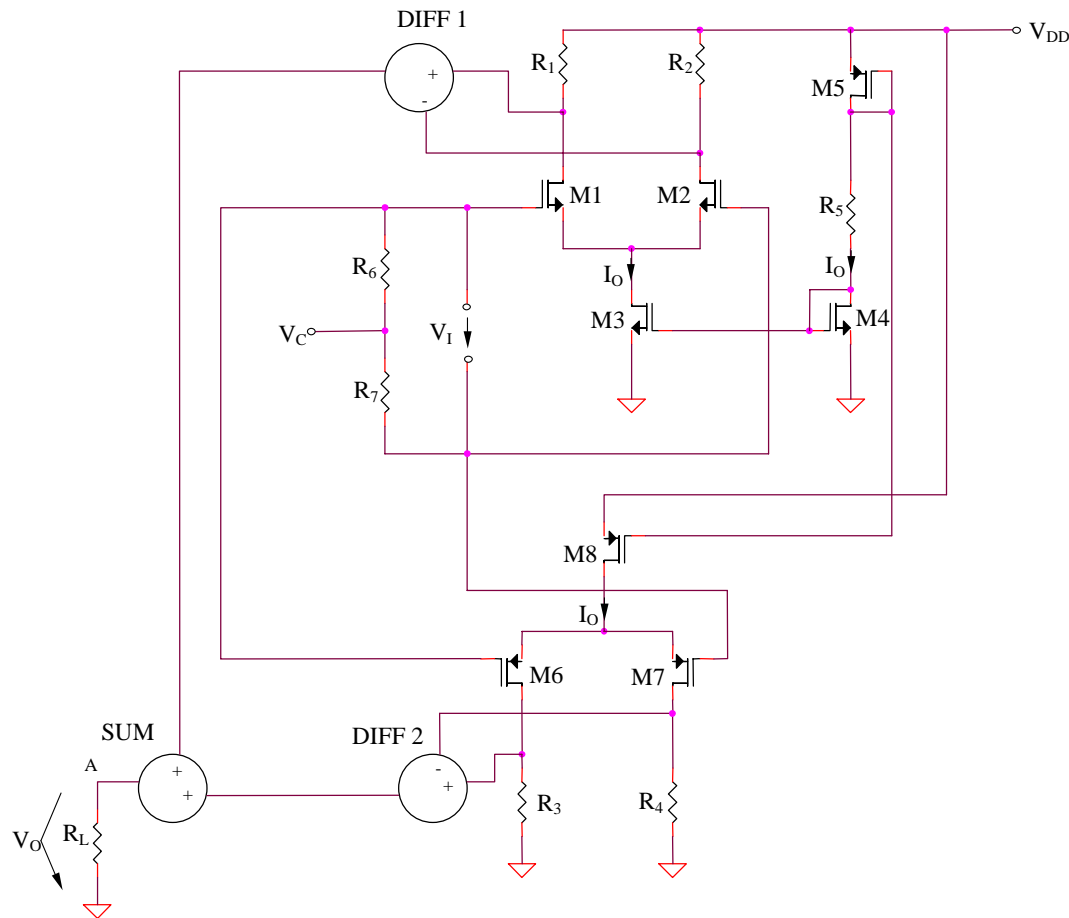 DIFF 1
V_DD
R_1
R_2
+
-
M5
M1
M2
R_5
R_6
I_O
I_O
V_C
V_I
M3
M4
R_7
M8
I_O
M6
M7
SUM
DIFF 2
A
+
+
-
+
R_3
R_4
V_O
R_L